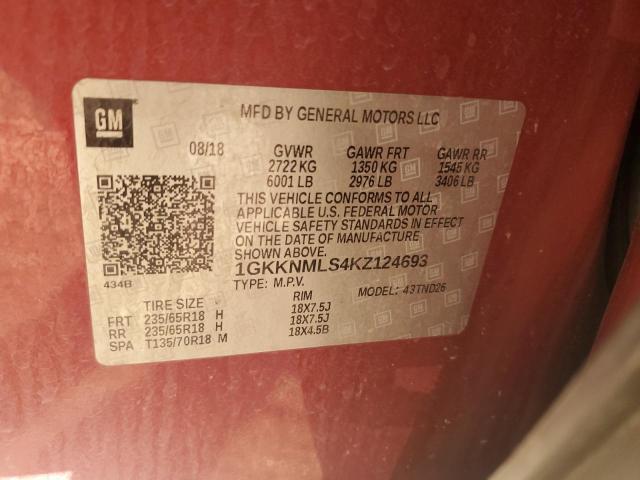 GM
MFD BY GENERAL MOTORS LLC
08/18 GVWR GAWR FRT GAWR RR
2722 KG 1350 KG 1545 KG
6001 LB 2976 LB 3406 LB
THIS VEHICLE CONFORMS TO ALL
APPLICABLE U.S. FEDERAL MOTOR
VEHICLE SAFETY STANDARDS IN EFFECT
ON THE DATE OF MANUFACTURE
SHOWN ABOVE.
1GKKNMLS4KZ124693
434B
TYPE: M.P.V. MODEL: 43TND26
TIRE SIZE RIM
FRT 235/65R18 H 18X7.5J
RR 235/65R18 H 18X7.5J
SPA T135/70R18 M 18X4.5B